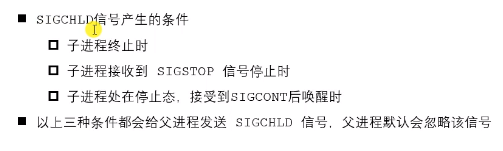 SIGCHLD信号产生的条件
子进程终止时
子进程接收到 SIGSTOP 信号停止时
子进程处在停止态，接受到SIGCONT后唤醒时
以上三种条件都会给父进程发送 SIGCHLD 信号，父进程默认会忽略该信号